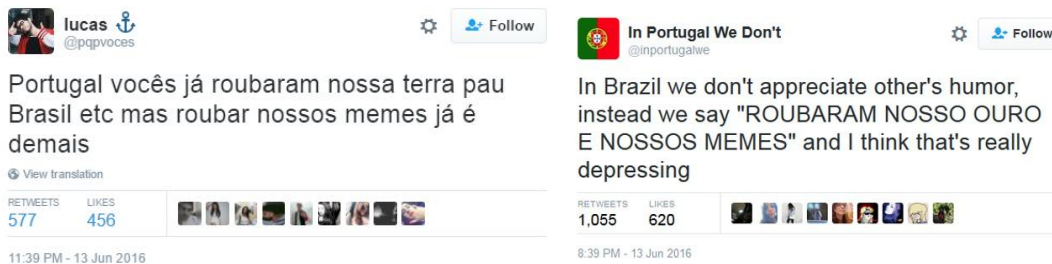 lucas ⚓
@pqpvoces
Follow
Portugal vocês já roubaram nossa terra pau
Brasil etc mas roubar nossos memes já é
demais
View translation
RETWEETS LIKES
577 456
11:39 PM - 13 Jun 2016
In Portugal We Don't
@inportugalwe
Follow
In Brazil we don't appreciate other's humor,
instead we say "ROUBARAM NOSSO OURO
E NOSSOS MEMES" and I think that's really
depressing
RETWEETS LIKES
1,055 620
8:39 PM - 13 Jun 2016